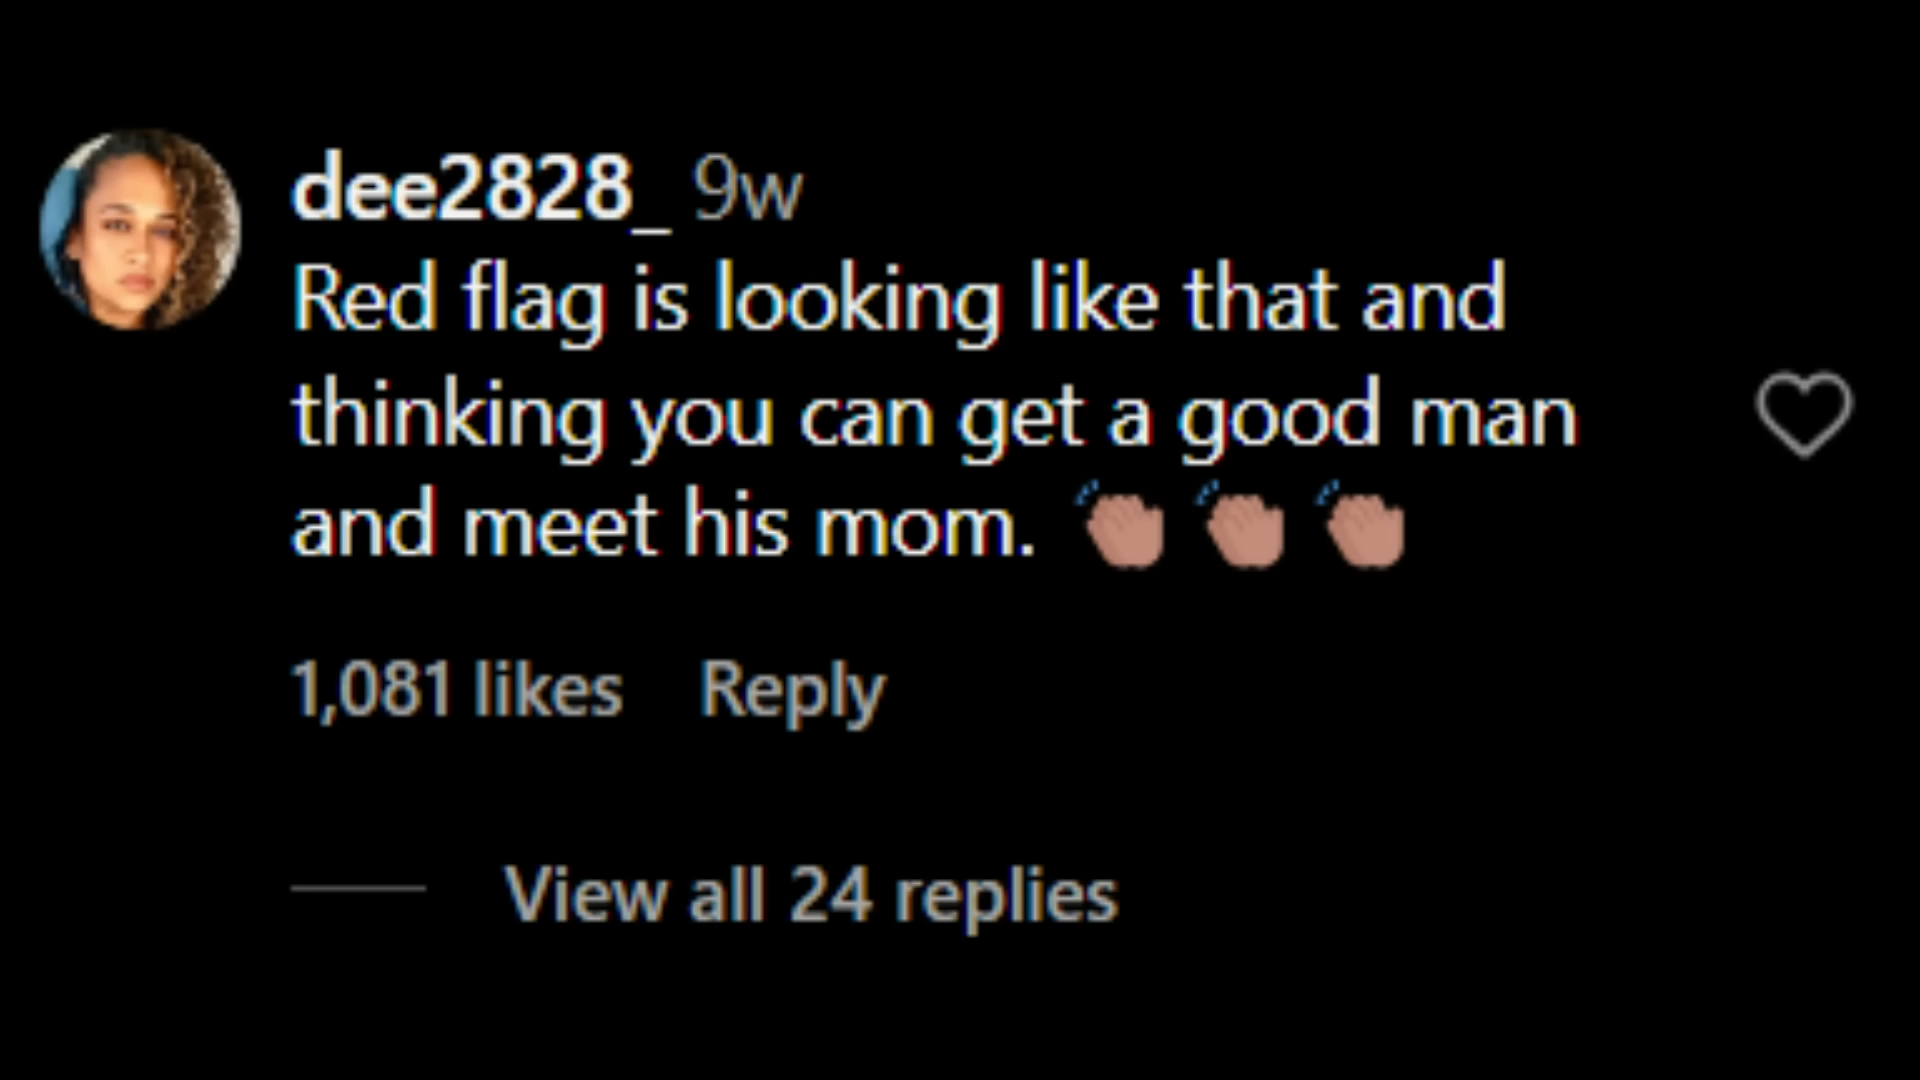 dee2828_ 9w
Red flag is looking like that and
thinking you can get a good man
and meet his mom. 👏🏽👏🏽👏🏽
1,081 likes Reply
View all 24 replies